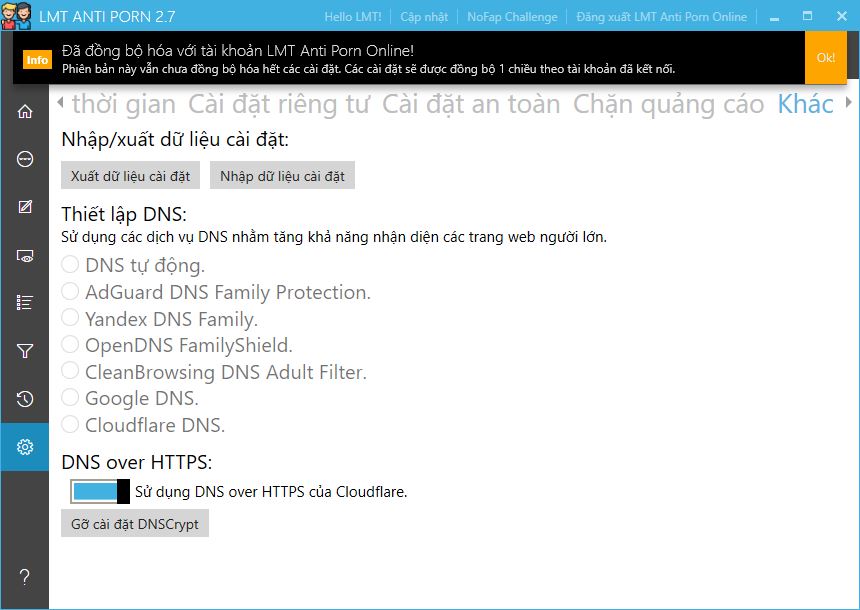 LMT ANTI PORN 2.7
Hello LMT! Cập nhật NoFap Challenge Đăng xuất LMT Anti Porn Online
Info
Đã đồng bộ hóa với tài khoản LMT Anti Porn Online!
Phiên bản này vẫn chưa đồng bộ hóa hết các cài đặt. Các cài đặt sẽ được đồng bộ 1 chiều theo tài khoản đã kết nối.
Ok!
thời gian Cài đặt riêng tư Cài đặt an toàn Chặn quảng cáo Khác
Nhập/xuất dữ liệu cài đặt:
Xuất dữ liệu cài đặt Nhập dữ liệu cài đặt
Thiết lập DNS:
Sử dụng các dịch vụ DNS nhằm tăng khả năng nhận diện các trang web người lớn.
DNS tự động.
AdGuard DNS Family Protection.
Yandex DNS Family.
OpenDNS FamilyShield.
CleanBrowsing DNS Adult Filter.
Google DNS.
Cloudflare DNS.
DNS over HTTPS:
Sử dụng DNS over HTTPS của Cloudflare.
Gỡ cài đặt DNSCrypt
?